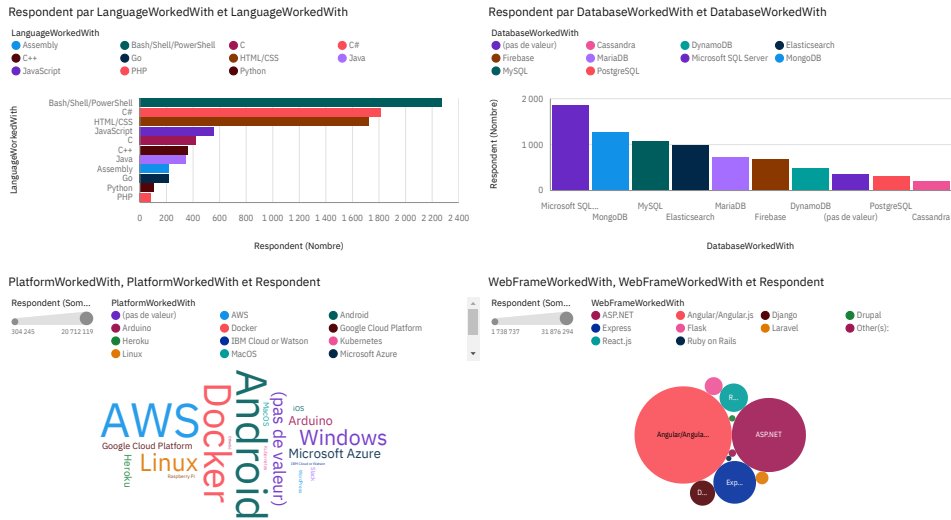 Respondent par LanguageWorkedWith et LanguageWorkedWith
LanguageWorkedWith
Assembly Bash/Shell/PowerShell C C#
C++ Go HTML/CSS Java
JavaScript PHP Python
LanguageWorkedWith
Bash/Shell/PowerShell
C#
HTML/CSS
JavaScript
C
C++
Java
Assembly
Go
Python
PHP
0 200 400 600 800 1 000 1 200 1 400 1 600 1 800 2 000 2 200 2 400
Respondent (Nombre)
Respondent par DatabaseWorkedWith et DatabaseWorkedWith
DatabaseWorkedWith
(pas de valeur) Cassandra DynamoDB Elasticsearch
Firebase MariaDB Microsoft SQL Server MongoDB
MySQL PostgreSQL
Respondent (Nombre)
2 000
1 000
0
Microsoft SQL... MySQL MariaDB DynamoDB PostgreSQL
MongoDB Elasticsearch Firebase (pas de valeur) Cassandra
DatabaseWorkedWith
PlatformWorkedWith, PlatformWorkedWith et Respondent
Respondent (Som...
304 245 20 712 119
PlatformWorkedWith
(pas de valeur) AWS Android
Arduino Docker Google Cloud Platform
Heroku IBM Cloud or Watson Kubernetes
Linux MacOS Microsoft Azure
AWS
Google Cloud Platform
Heroku
Linux
Raspberry Pi
Docker
Android
MacOS
(pas de valeur)
iOS
Arduino
Windows
Microsoft Azure
IBM Cloud or Watson
WordPress
Slack
WebFrameWorkedWith, WebFrameWorkedWith et Respondent
Respondent (Som...
1 738 737 31 876 294
WebFrameWorkedWith
ASP.NET Angular/Angular.js Django Drupal
Express Flask Laravel Other(s):
React.js Ruby on Rails
R...
Angular/Angula...
ASP.NET
Exp...
D...